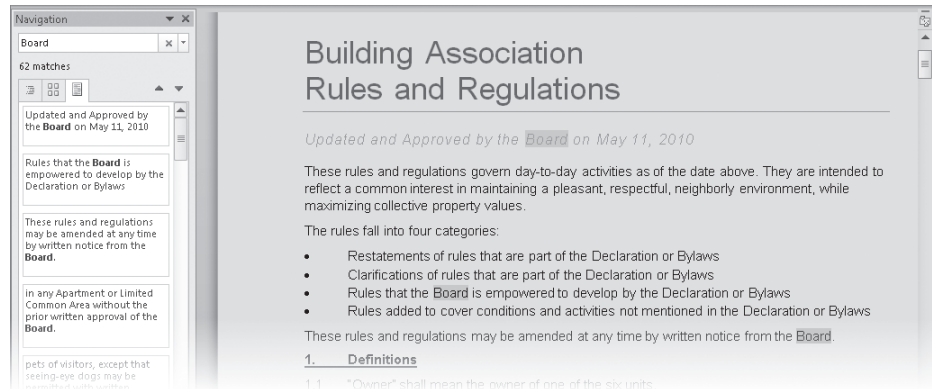 Navigation
Board
62 matches
Updated and Approved by
the Board on May 11, 2010
Rules that the Board is
empowered to develop by the
Declaration or Bylaws
These rules and regulations
may be amended at any time
by written notice from the
Board.
in any Apartment or Limited
Common Area without the
prior written approval of the
Board.
pets of visitors, except that
seeing-eye dogs may be
permitted with written
Building Association
Rules and Regulations
Updated and Approved by the Board on May 11, 2010
These rules and regulations govern day-to-day activities as of the date above. They are intended to
reflect a common interest in maintaining a pleasant, respectful, neighborly environment, while
maximizing collective property values.
The rules fall into four categories:
• Restatements of rules that are part of the Declaration or Bylaws
• Clarifications of rules that are part of the Declaration or Bylaws
• Rules that the Board is empowered to develop by the Declaration or Bylaws
• Rules added to cover conditions and activities not mentioned in the Declaration or Bylaws
These rules and regulations may be amended at any time by written notice from the Board.
1. Definitions
1.1 "Owner" shall mean the owner of one of the six units